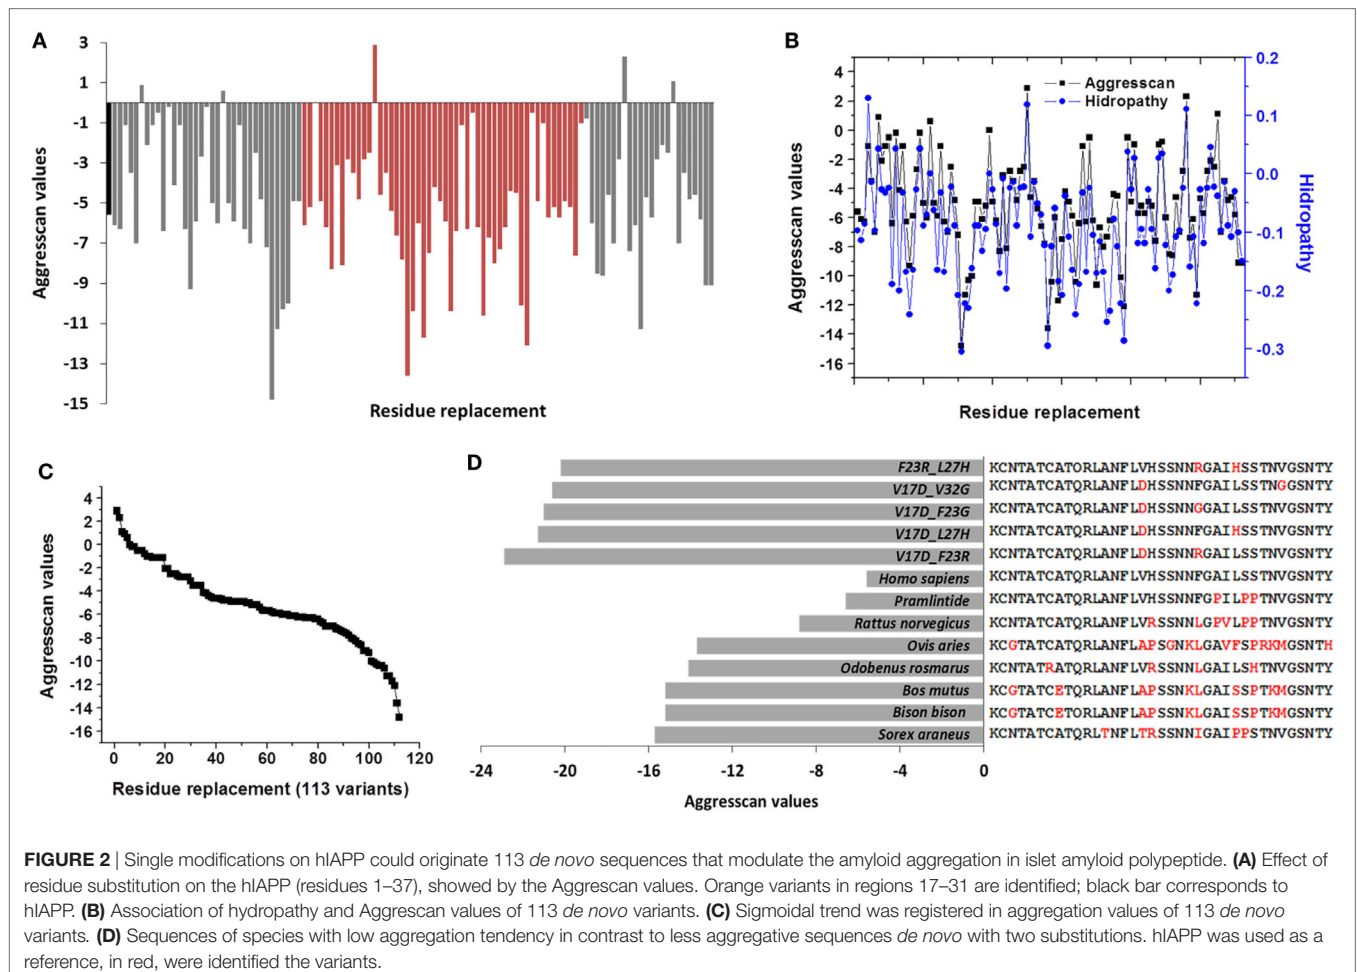 A
3
1
-1
-3
-5
-7
-9
-11
-13
-15
Aggresscan values
Residue replacement
B
4
2
0
-2
-4
-6
-8
-10
-12
-14
-16
Aggresscan values
Aggresscan
Hidropathy
0.2
0.1
0.0
-0.1
-0.2
-0.3
Hidropathy
Residue replacement
C
4
2
0
-2
-4
-6
-8
-10
-12
-14
-16
Aggresscan values
0 20 40 60 80 100 120
Residue replacement (113 variants)
D
F23R_L27H KCNTATCATORLANFLVHSSNNRGAIHSSTNVGSNTY
V17D_V32G KCNTATCATQRLANFLDHSSNNFGAILSSTNGGSNTY
V17D_F23G KCNTATCATQRLANFLDHSSNNGGAILSSTNVGSNTY
V17D_L27H KCNTATCATQRLANFLDHSSNNFGAIHSSTNVGSNTY
V17D_F23R KCNTATCATQRLANFLDHSSNNRGAILSSTNVGSNTY
Homo sapiens KCNTATCATQRLANFLVHSSNNFGAILSSTNVGSNTY
Pramlintide KCNTATCATQRLANFLVHSSNNFGPILPPTNVGSNTY
Rattus norvegicus KCNTATCATQRLANFLVRSSNNLGPVLPPTNVGSNTY
Ovis aries KCGTATCATQRLANFLAPSGNKLGAVFSPRKMGSNTH
Odobenus rosmarus KCNTATRATQRLANFLVRSSNNLGAILSHTNVGSNTY
Bos mutus KCGTATCETQRLANFLAPSSNKLGAISSPTKMGSNTY
Bison bison KCGTATCETORLANFLAPSSNKLGAISSPTKMGSNTY
Sorex araneus KCNTATCATQRLTNFLTRSSNNIGAIPPSTNVGSNTY
-24 -20 -16 -12 -8 -4 0
Aggresscan values
FIGURE 2 | Single modifications on hIAPP could originate 113 de novo sequences that modulate the amyloid aggregation in islet amyloid polypeptide. (A) Effect of
residue substitution on the hIAPP (residues 1–37), showed by the Aggrescan values. Orange variants in regions 17–31 are identified; black bar corresponds to
hIAPP. (B) Association of hydropathy and Aggrescan values of 113 de novo variants. (C) Sigmoidal trend was registered in aggregation values of 113 de novo
variants. (D) Sequences of species with low aggregation tendency in contrast to less aggregative sequences de novo with two substitutions. hIAPP was used as a
reference, in red, were identified the variants.